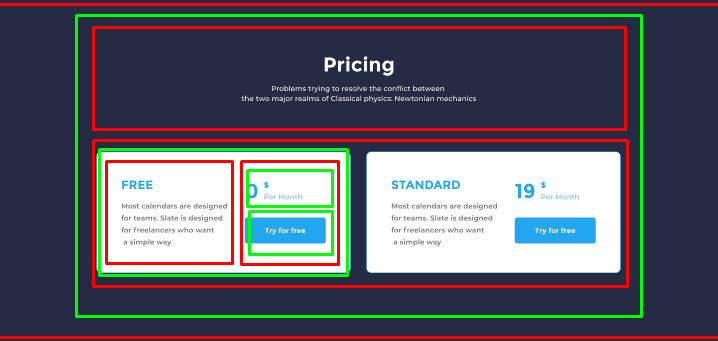 Pricing
Problems trying to resolve the conflict between
the two major realms of Classical physics: Newtonian mechanics
FREE
Most calendars are designed
for teams. Slate is designed
for freelancers who want
a simple way
0 $
Per Month
Try for free
STANDARD
Most calendars are designed
for teams. Slate is designed
for freelancers who want
a simple way
19 $
Per Month
Try for free